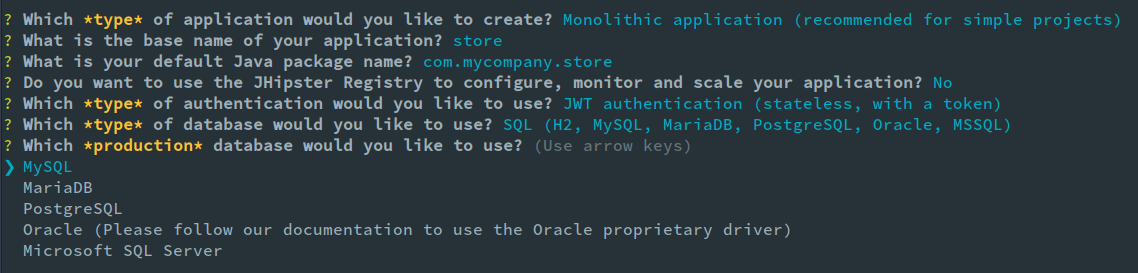 ? Which *type* of application would you like to create? Monolithic application (recommended for simple projects)
? What is the base name of your application? store
? What is your default Java package name? com.mycompany.store
? Do you want to use the JHipster Registry to configure, monitor and scale your application? No
? Which *type* of authentication would you like to use? JWT authentication (stateless, with a token)
? Which *type* of database would you like to use? SQL (H2, MySQL, MariaDB, PostgreSQL, Oracle, MSSQL)
? Which *production* database would you like to use? (Use arrow keys)
❯ MySQL
MariaDB
PostgreSQL
Oracle (Please follow our documentation to use the Oracle proprietary driver)
Microsoft SQL Server